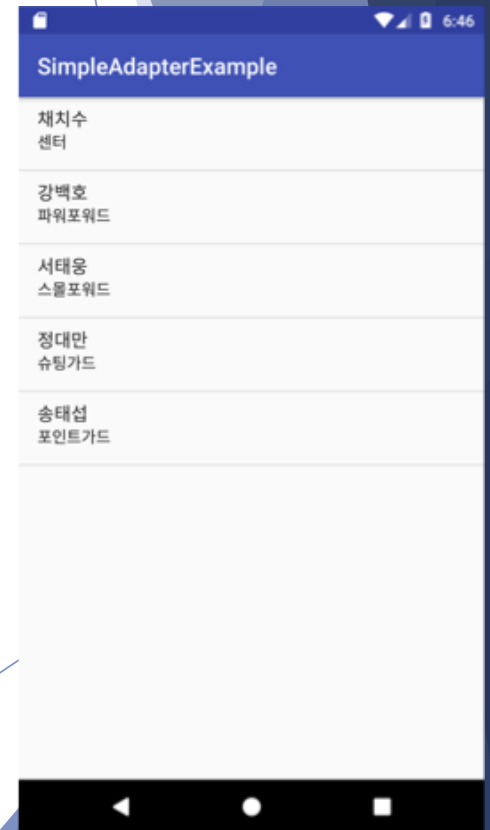 6:46
SimpleAdapterExample
채치수
센터
강백호
파워포워드
서태웅
스몰포워드
정대만
슈팅가드
송태섭
포인트가드